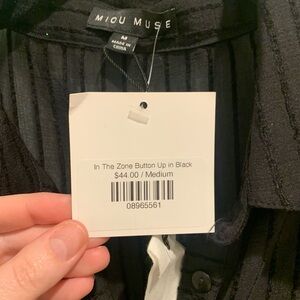 MIOU MUSE
M
MADE IN
CHINA
In The Zone Button Up in Black
$44.00 / Medium
08965561